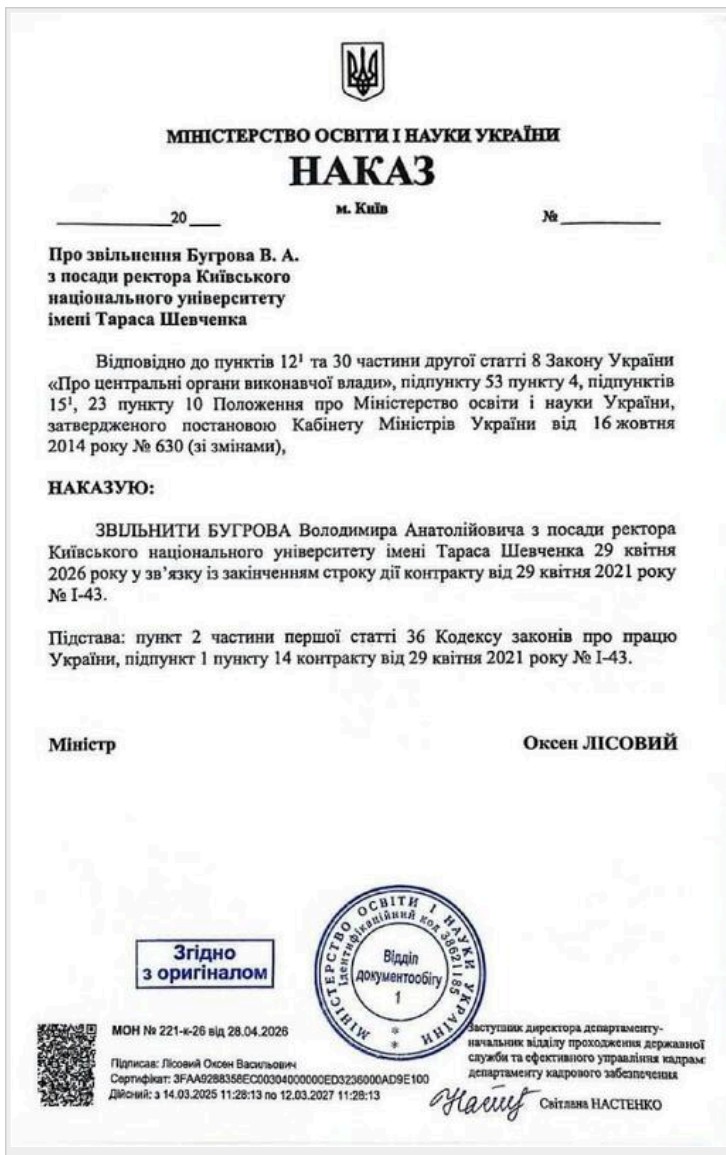 МІНІСТЕРСТВО ОСВІТИ І НАУКИ УКРАЇНИ
НАКАЗ
м. Київ
__________20___ №_________
Про звільнення Бугрова В. А.
з посади ректора Київського
національного університету
імені Тараса Шевченка
Відповідно до пунктів 12¹ та 30 частини другої статті 8 Закону України
«Про центральні органи виконавчої влади», підпункту 53 пункту 4, підпунктів
15¹, 23 пункту 10 Положення про Міністерство освіти і науки України,
затвердженого постановою Кабінету Міністрів України від 16 жовтня
2014 року № 630 (зі змінами),
НАКАЗУЮ:
ЗВІЛЬНИТИ БУГРОВА Володимира Анатолійовича з посади ректора
Київського національного університету імені Тараса Шевченка 29 квітня
2026 року у зв’язку із закінченням строку дії контракту від 29 квітня 2021 року
№ І-43.
Підстава: пункт 2 частини першої статті 36 Кодексу законів про працю
України, підпункт 1 пункту 14 контракту від 29 квітня 2021 року № І-43.
Міністр Оксен ЛІСОВИЙ
Згідно
з оригіналом
МІНІСТЕРСТВО ОСВІТИ І НАУКИ УКРАЇНИ
Ідентифікаційний код 38621185
Відділ
документообігу
1
МОН № 221-к-26 від 28.04.2026
Підписав: Лісовий Оксен Васильович
Сертифікат: 3FAA9288358EC00304000000ED3236000AD9E100
Дійсний: з 14.03.2025 11:28:13 по 12.03.2027 11:28:13
Заступник директора департаменту-
начальник відділу проходження державної
служби та ефективного управління кадрам
департаменту кадрового забезпечення
Світлана НАСТЕНКО